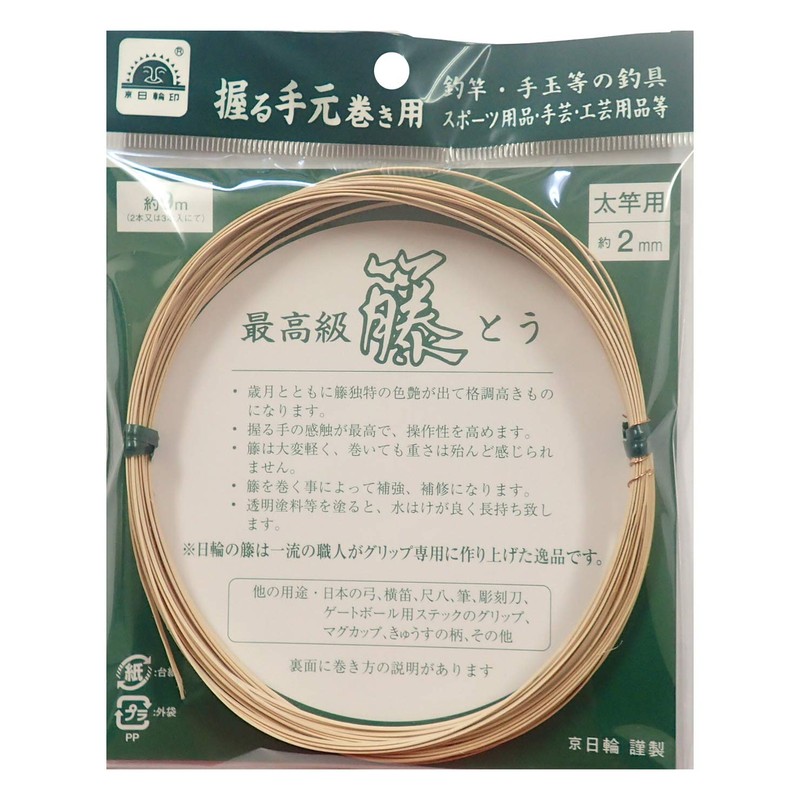 ®
京日輪印
握る手元巻き用
釣竿・手玉等の釣具
スポーツ用品・手芸・工芸用品等
約 m
(2本又は3本入にて)
太竿用
約2mm
最高級 籐 とう
・歳月とともに籐独特の色艶が出て格調高きもの
になります。
・握る手の感触が最高で、操作性を高めます。
・籐は大変軽く、巻いても重さは殆んど感じられ
ません。
・籐を巻く事によって補強、補修になります。
・透明塗料等を塗ると、水はけが良く長持ち致し
ます。
※日輪の籐は一流の職人がグリップ専用に作り上げた逸品です。
他の用途・日本の弓、横笛、尺八、筆、彫刻刀、
ゲートボール用ステックのグリップ、
マグカップ、きゅうすの柄、その他
裏面に巻き方の説明があります
紙:台紙
プラ:外袋
PP
京日輪 謹製